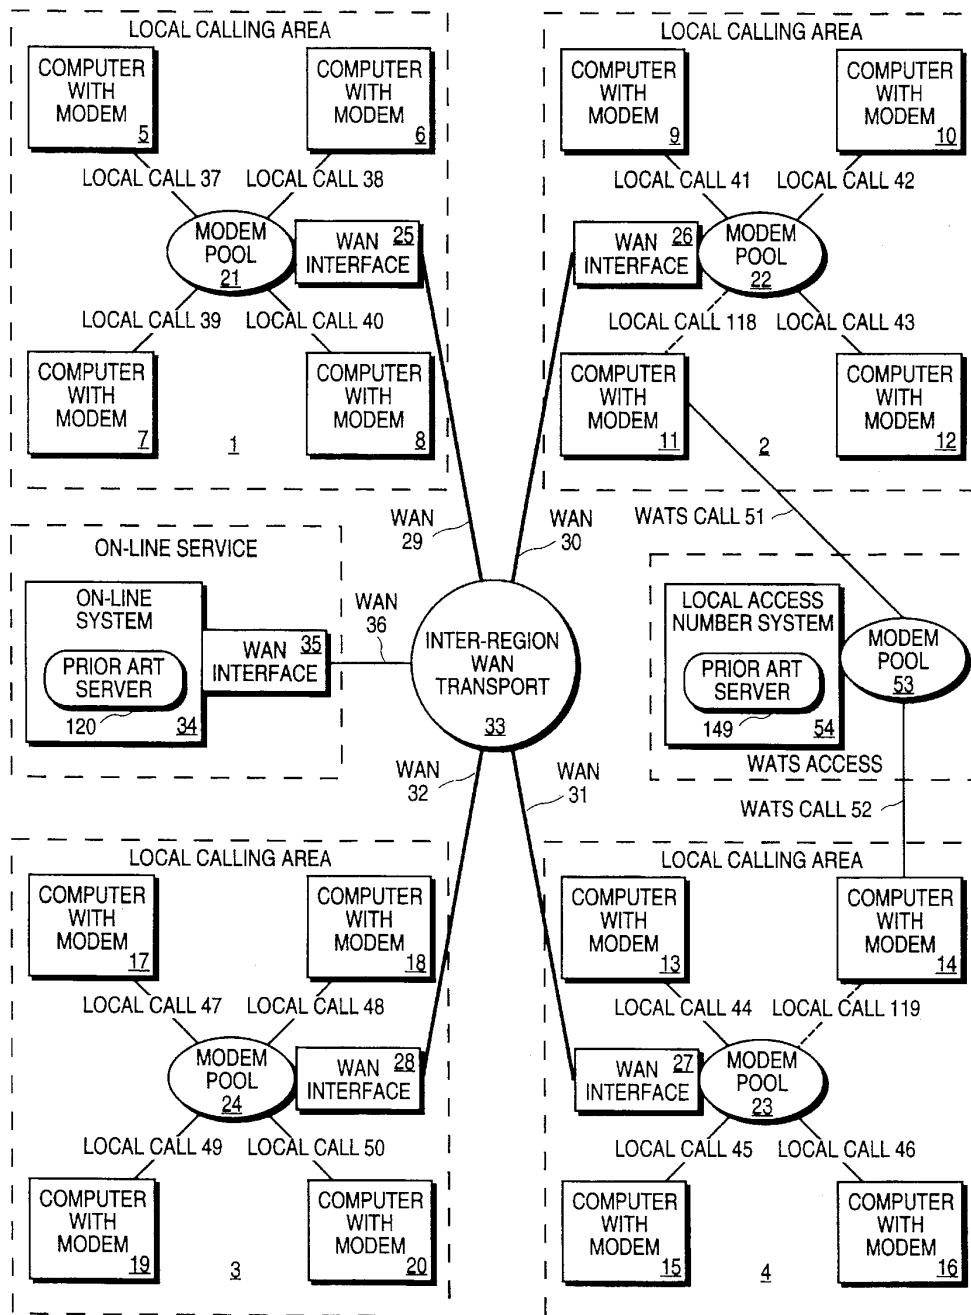 LOCAL CALLING AREA
COMPUTER
WITH
MODEM
5
COMPUTER
WITH
MODEM
6
LOCAL CALL 37
LOCAL CALL 38
MODEM
POOL
21
WAN 25
INTERFACE
LOCAL CALL 39
LOCAL CALL 40
COMPUTER
WITH
MODEM
7
COMPUTER
WITH
MODEM
8
1
LOCAL CALLING AREA
COMPUTER
WITH
MODEM
9
COMPUTER
WITH
MODEM
10
LOCAL CALL 41
LOCAL CALL 42
WAN 26
INTERFACE
MODEM
POOL
22
LOCAL CALL 118
LOCAL CALL 43
COMPUTER
WITH
MODEM
11
COMPUTER
WITH
MODEM
12
2
WAN
29
WAN
30
WATS CALL 51
ON-LINE SERVICE
ON-LINE
SYSTEM
PRIOR ART
SERVER
120
34
WAN 35
INTERFACE
WAN
36
INTER-REGION
WAN
TRANSPORT
33
LOCAL ACCESS
NUMBER SYSTEM
PRIOR ART
SERVER
149
54
MODEM
POOL
53
WATS ACCESS
WAN
32
WAN
31
WATS CALL 52
LOCAL CALLING AREA
COMPUTER
WITH
MODEM
17
COMPUTER
WITH
MODEM
18
LOCAL CALL 47
LOCAL CALL 48
MODEM
POOL
24
WAN 28
INTERFACE
LOCAL CALL 49
LOCAL CALL 50
COMPUTER
WITH
MODEM
19
COMPUTER
WITH
MODEM
20
3
LOCAL CALLING AREA
COMPUTER
WITH
MODEM
13
COMPUTER
WITH
MODEM
14
LOCAL CALL 44
LOCAL CALL 119
WAN 27
INTERFACE
MODEM
POOL
23
LOCAL CALL 45
LOCAL CALL 46
COMPUTER
WITH
MODEM
15
COMPUTER
WITH
MODEM
16
4